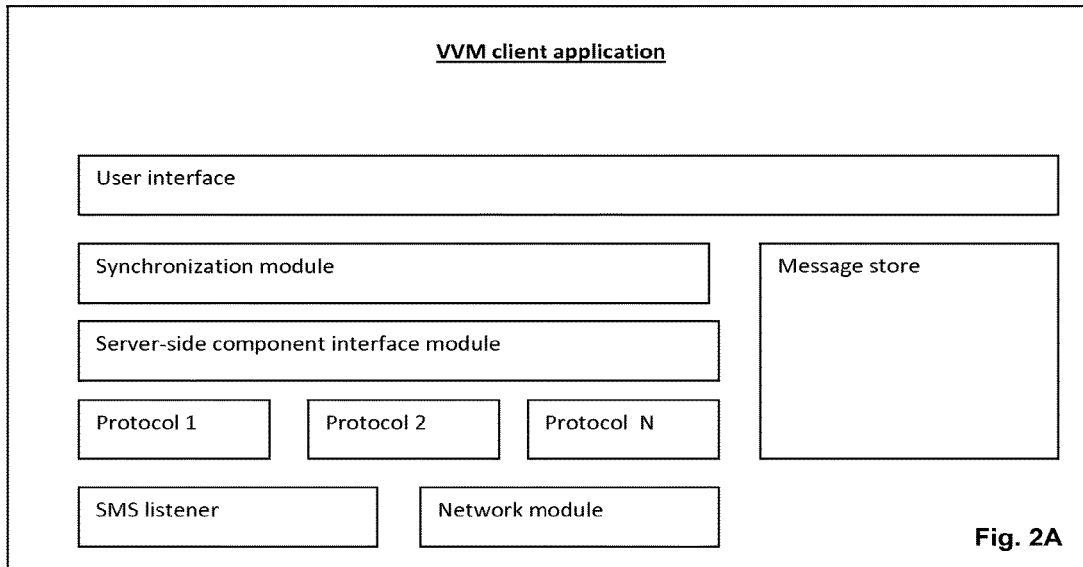 VVM client application
User interface
Synchronization module
Message store
Server-side component interface module
Protocol 1
Protocol 2
Protocol N
SMS listener
Network module
Fig. 2A